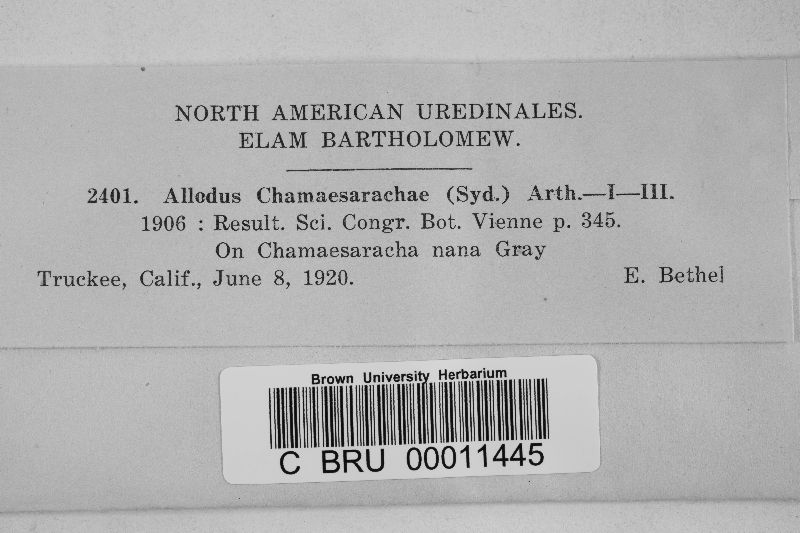 NORTH AMERICAN UREDINALES.
ELAM BARTHOLOMEW.
2401. Allodus Chamaesarachae (Syd.) Arth.—I—III.
1906 : Result. Sci. Congr. Bot. Vienne p. 345.
On Chamaesaracha nana Gray
Truckee, Calif., June 8, 1920. E. Bethel
Brown University Herbarium
C BRU 00011445